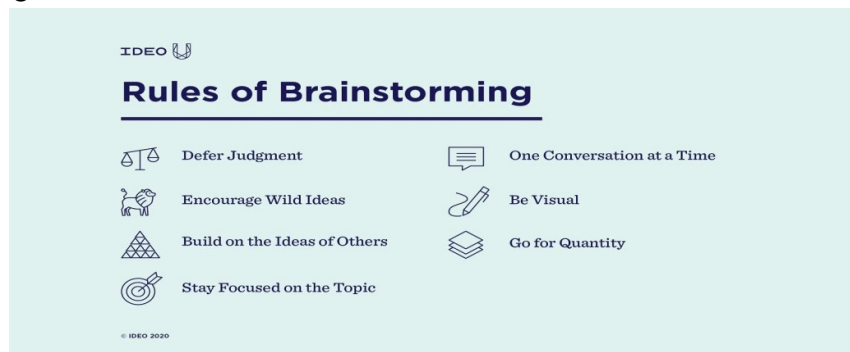 IDEO U
Rules of Brainstorming
Defer Judgment
Encourage Wild Ideas
Build on the Ideas of Others
Stay Focused on the Topic
One Conversation at a Time
Be Visual
Go for Quantity
© IDEO 2020